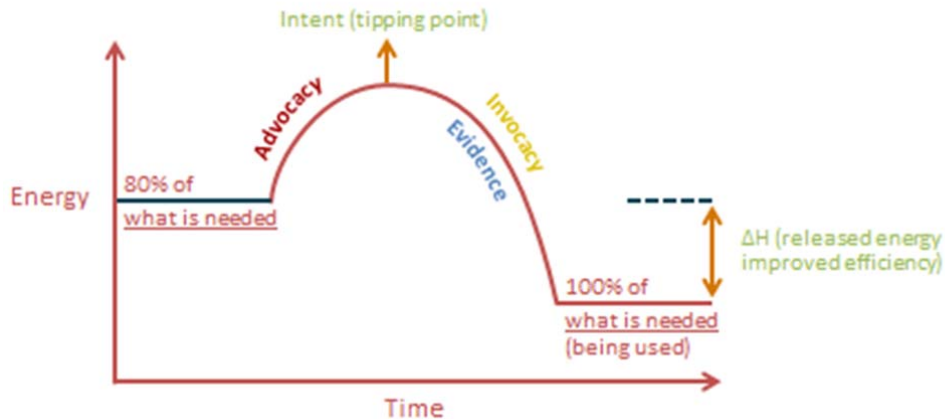 Intent (tipping point)
Advocacy
Invocacy
Evidence
Energy
80% of
what is needed
ΔH (released energy
improved efficiency)
100% of
what is needed
(being used)
Time